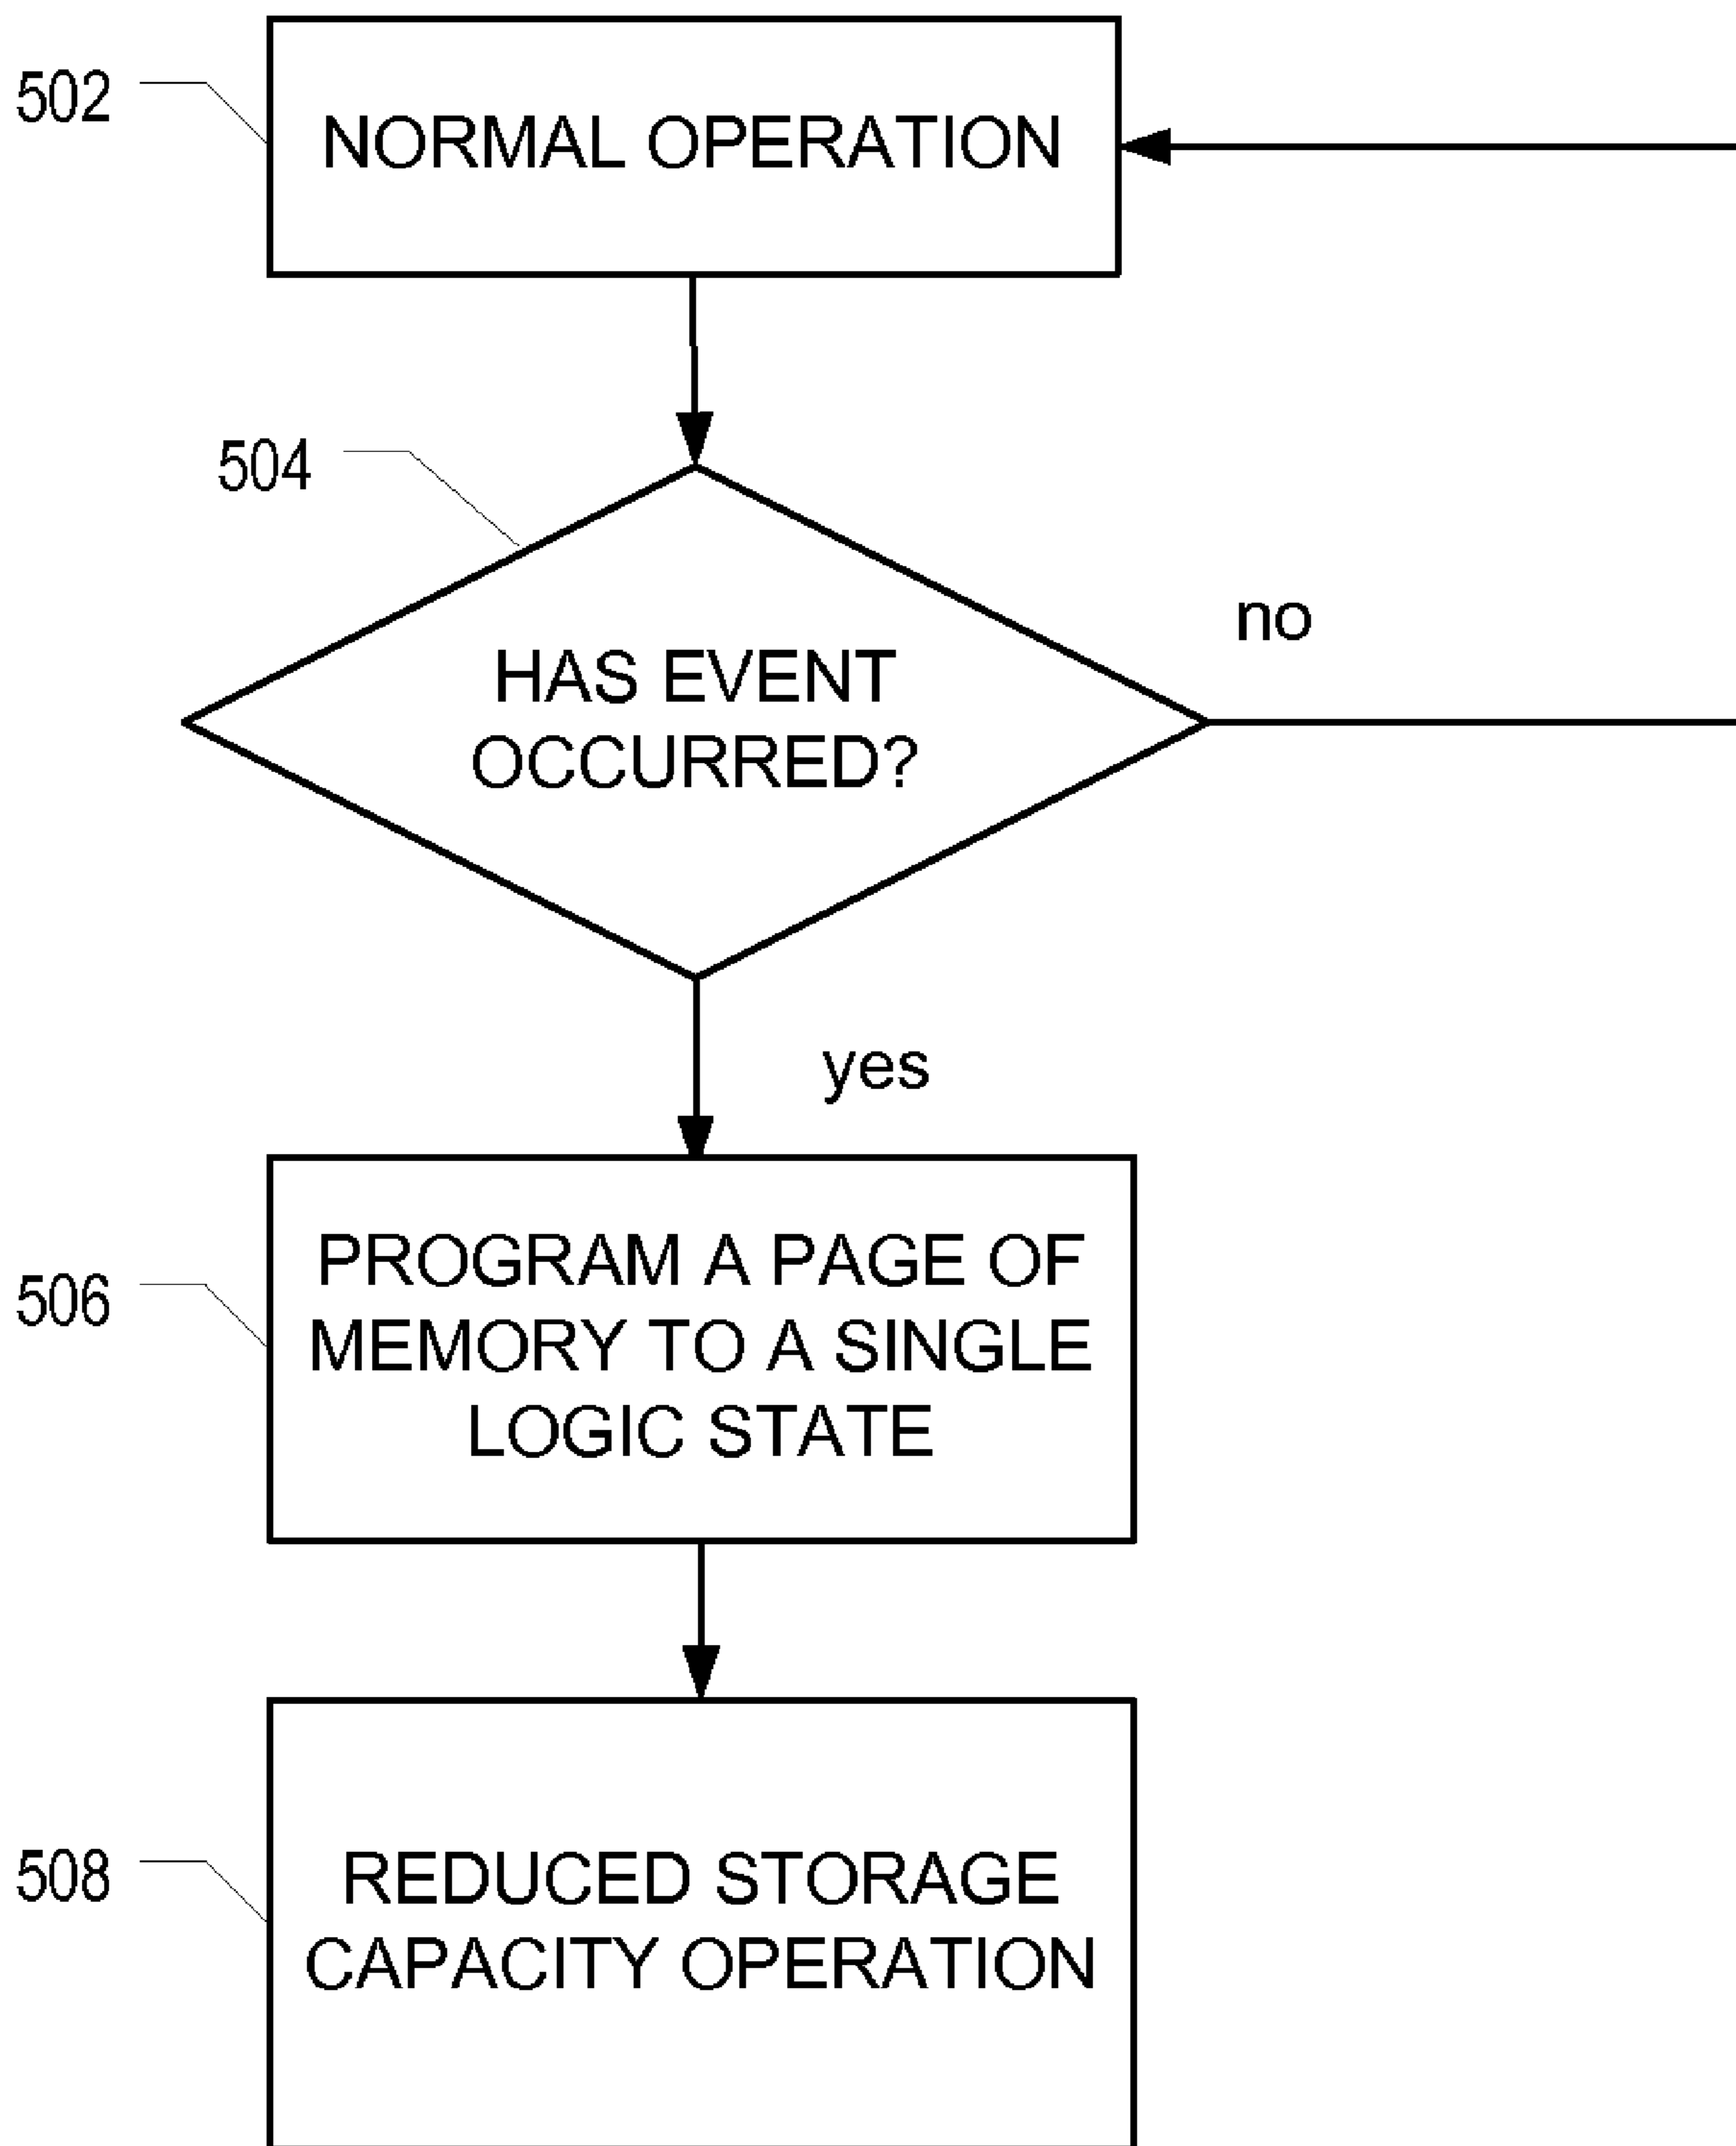 502
NORMAL OPERATION
504
HAS EVENT
OCCURRED?
no
yes
506
PROGRAM A PAGE OF
MEMORY TO A SINGLE
LOGIC STATE
508
REDUCED STORAGE
CAPACITY OPERATION